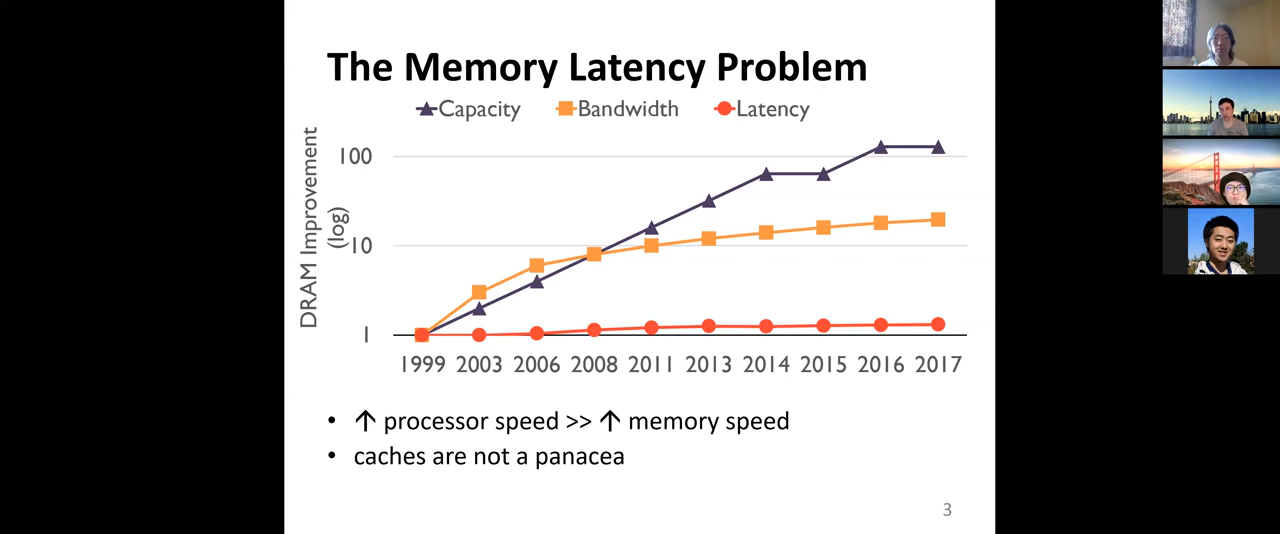 The Memory Latency Problem
Capacity Bandwidth Latency
DRAM Improvement
(log)
100
10
1
1999 2003 2006 2008 2011 2013 2014 2015 2016 2017
• ↑ processor speed >> ↑ memory speed
• caches are not a panacea
3